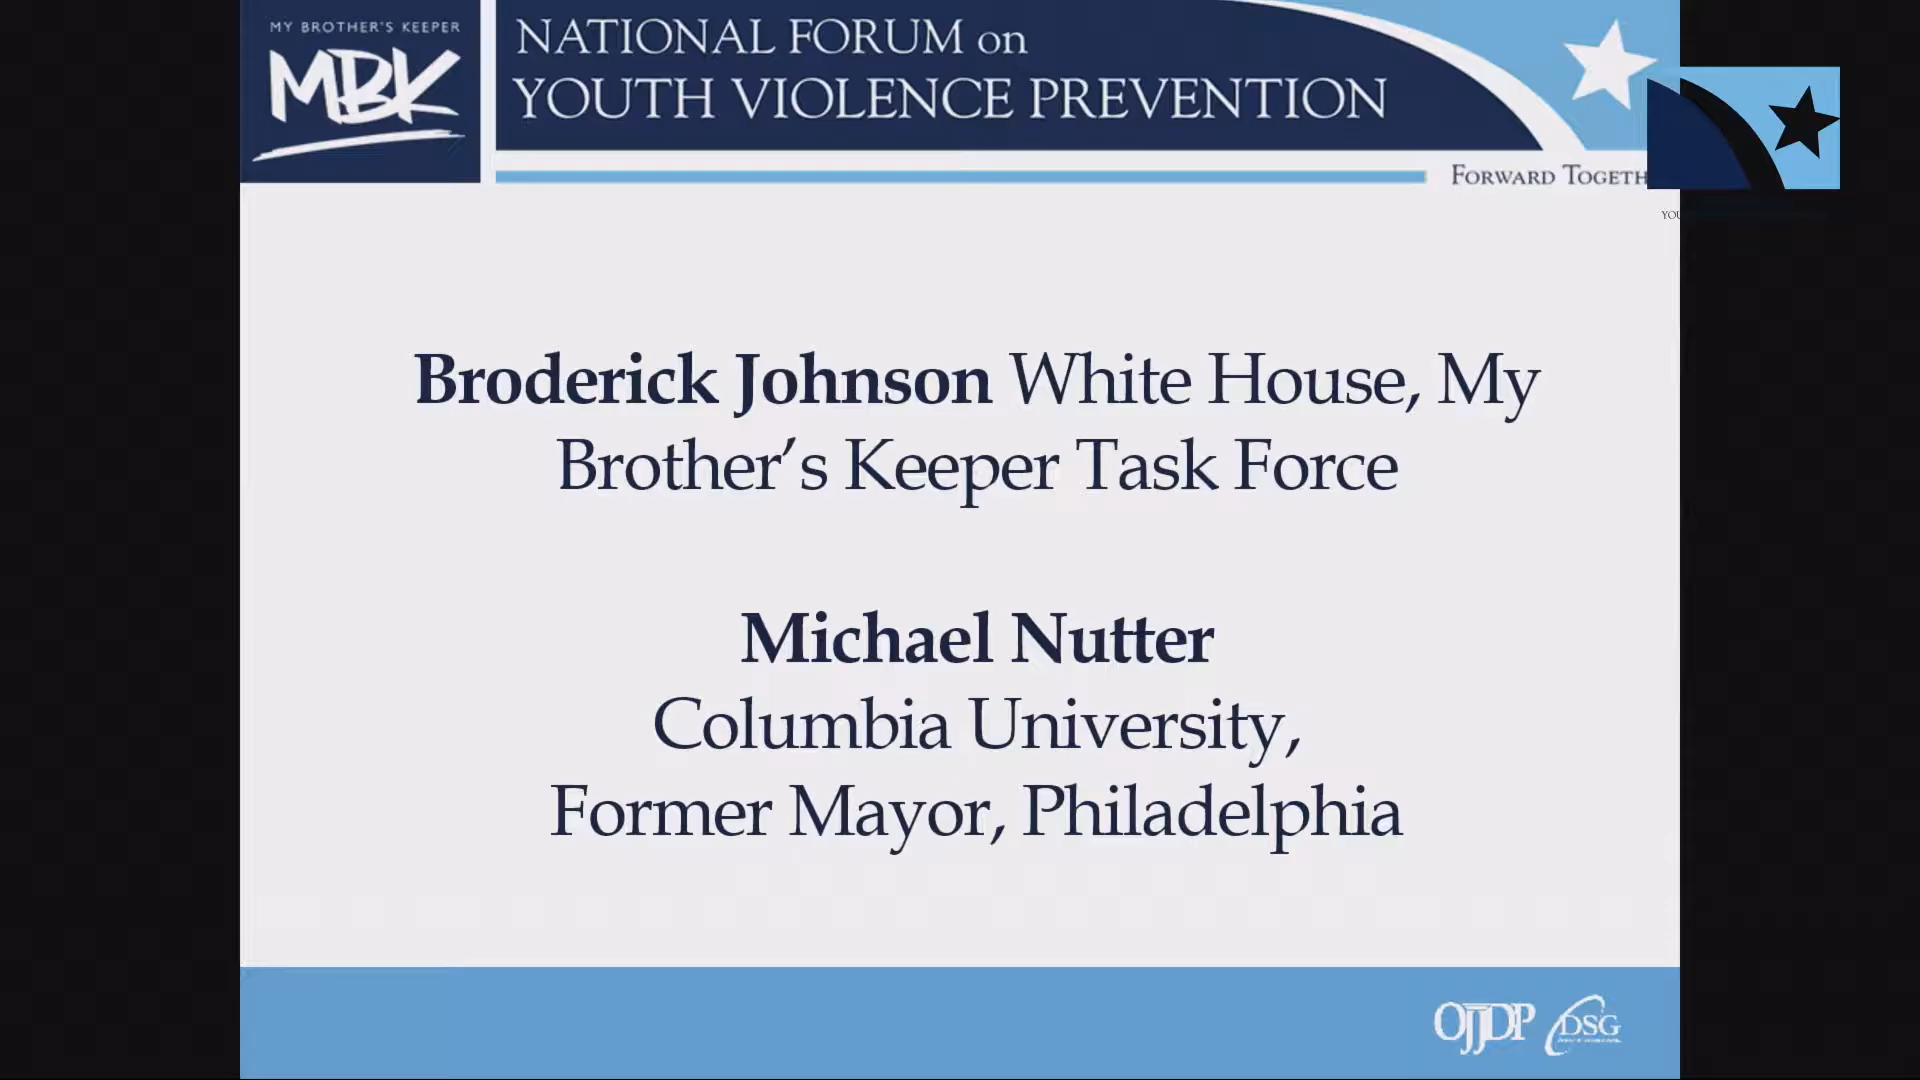 MY BROTHER'S KEEPER
MBK
NATIONAL FORUM on
YOUTH VIOLENCE PREVENTION
FORWARD TOGETH
Broderick Johnson White House, My
Brother’s Keeper Task Force
Michael Nutter
Columbia University,
Former Mayor, Philadelphia
OJJDP
DSG